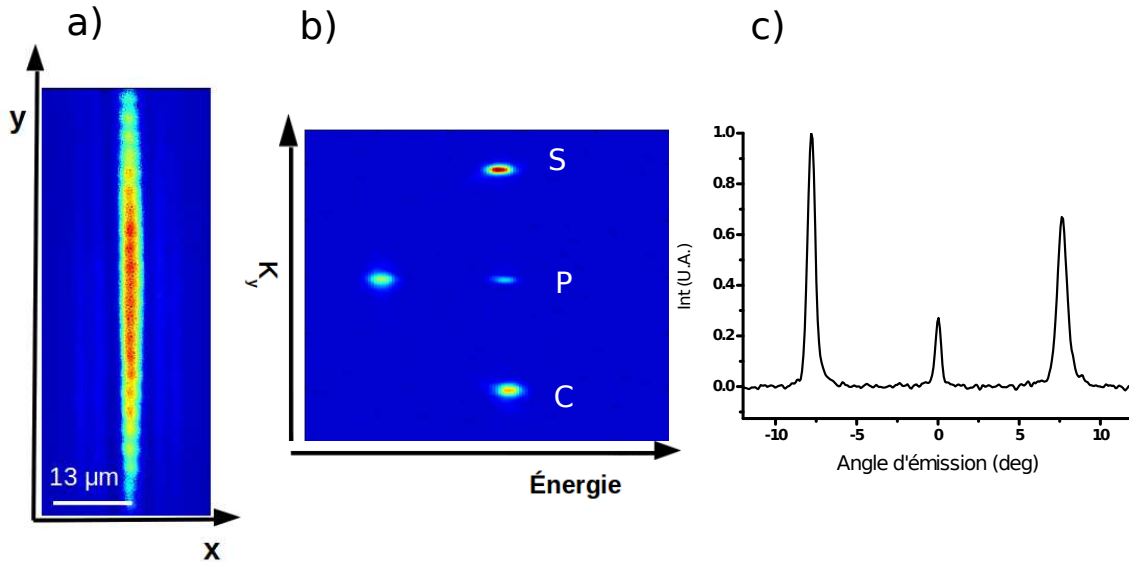 a)
y
13 µm
x
b)
K_y
S
P
C
Énergie
c)
Int (U.A.)
1.0
0.8
0.6
0.4
0.2
0.0
-10
-5
0
5
10
Angle d'émission (deg)